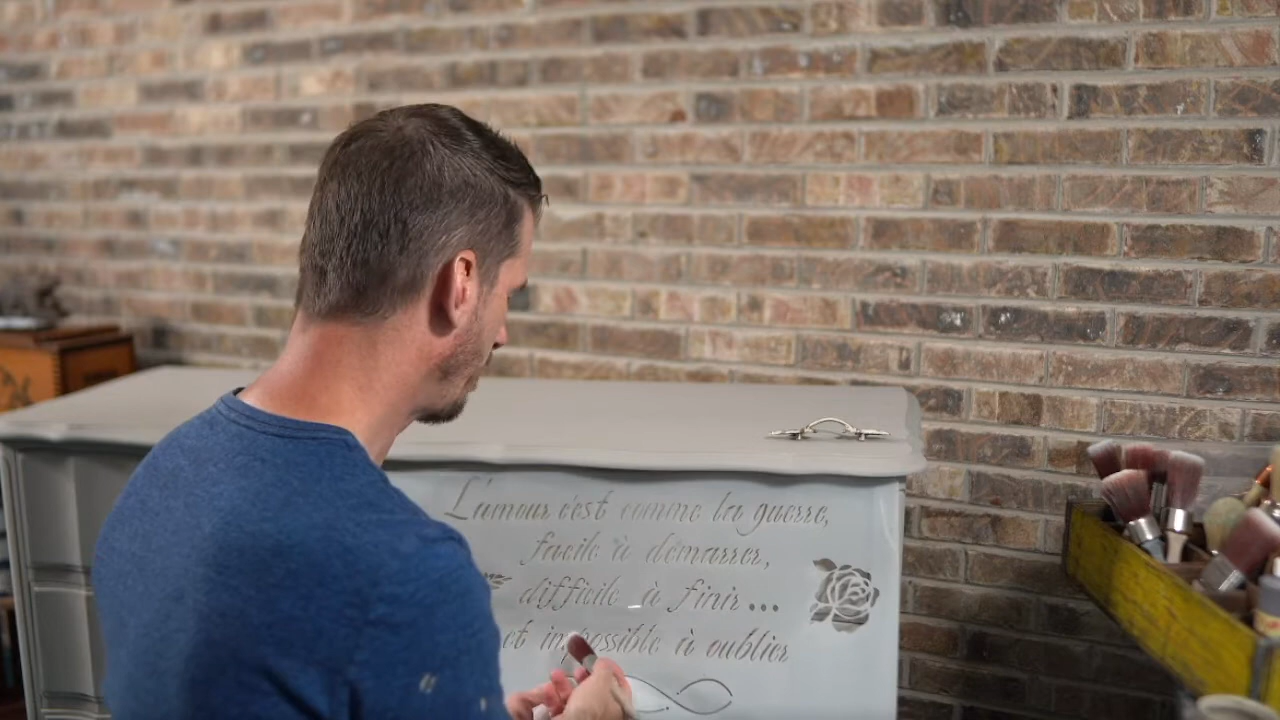 L'amour c'est comme la guerre,
facile à démarrer,
difficile à finir...
et impossible à oublier